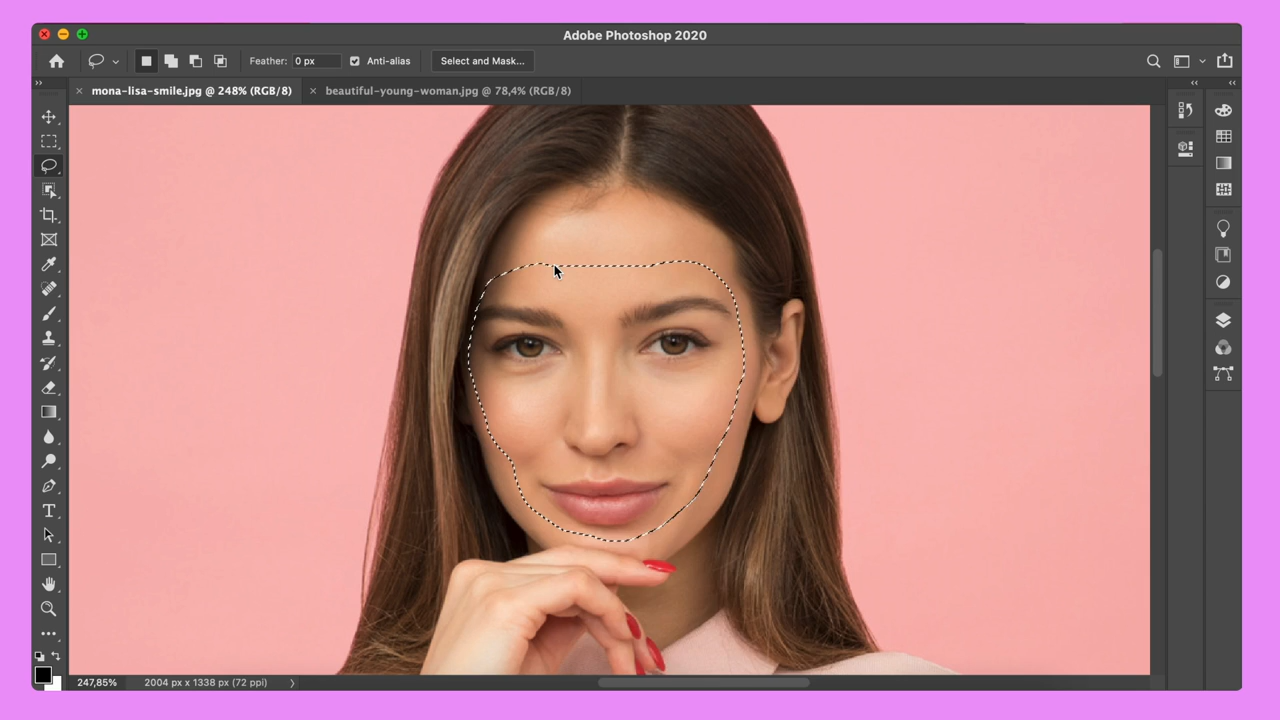 Adobe Photoshop 2020
Feather: 0 px Anti-alias Select and Mask...
mona-lisa-smile.jpg @ 248% (RGB/8) beautiful-young-woman.jpg @ 78,4% (RGB/8)
247,85% 2004 px x 1338 px (72 ppi)